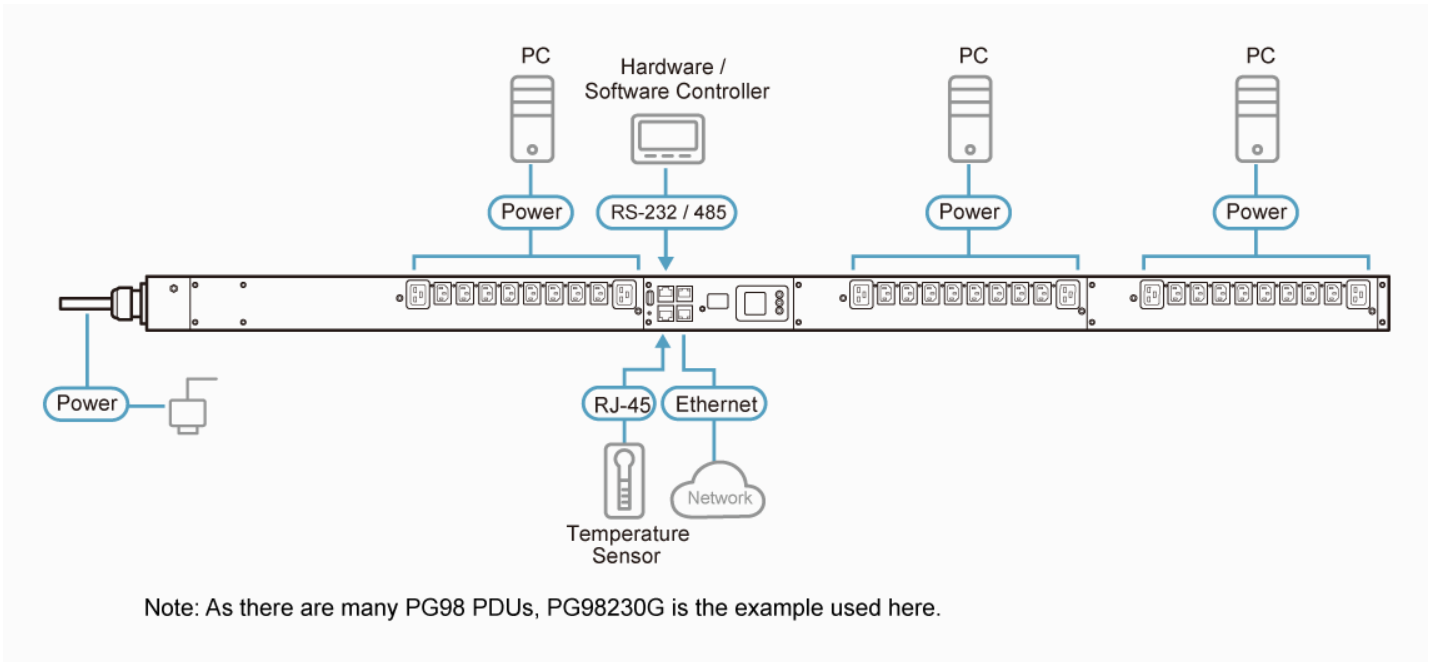 PC
Hardware /
Software Controller
PC
PC
Power
RS-232 / 485
Power
Power
Power
RJ-45
Ethernet
Network
Temperature
Sensor
Note: As there are many PG98 PDUs, PG98230G is the example used here.